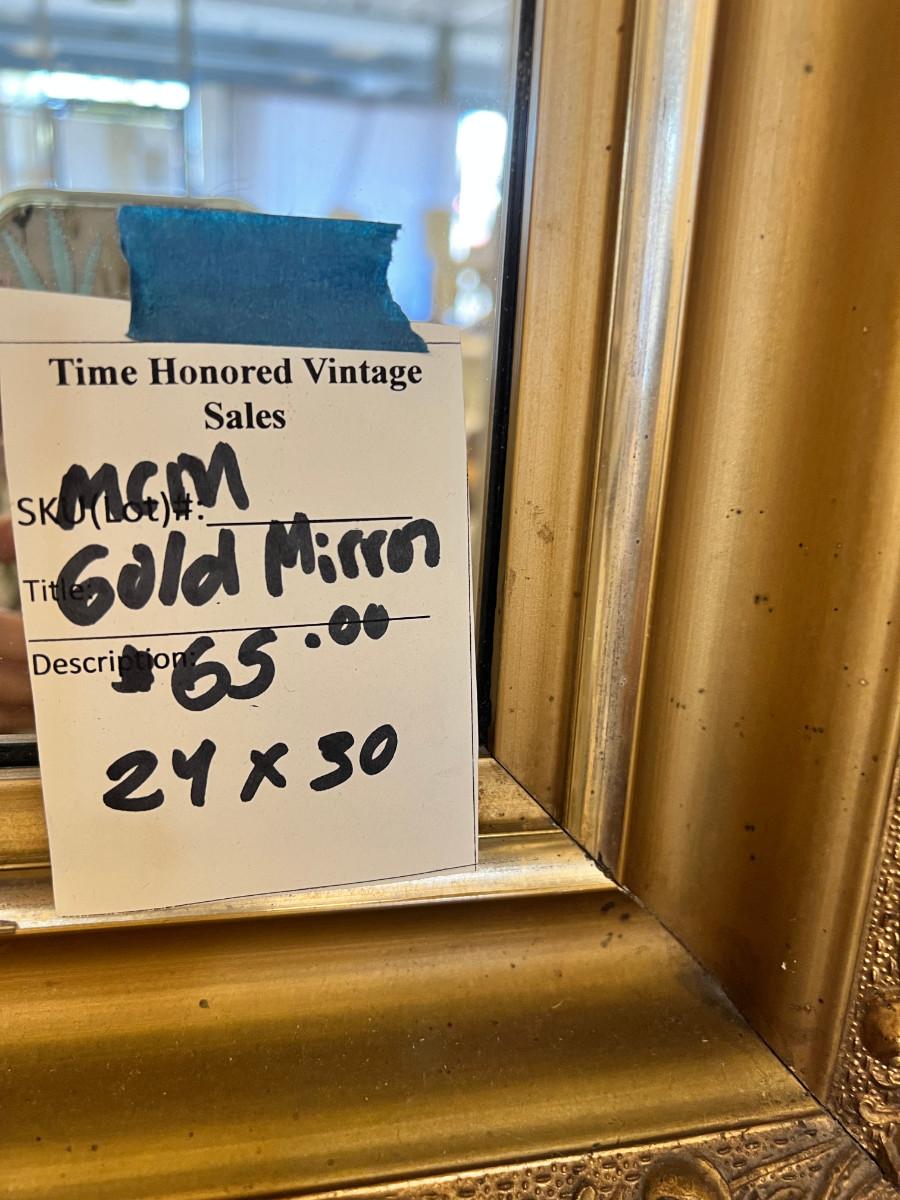 Time Honored Vintage
Sales
MCM
SKU(Lot)#:
Gold Mirror
Title:
$65.00
Description:
24 x 30